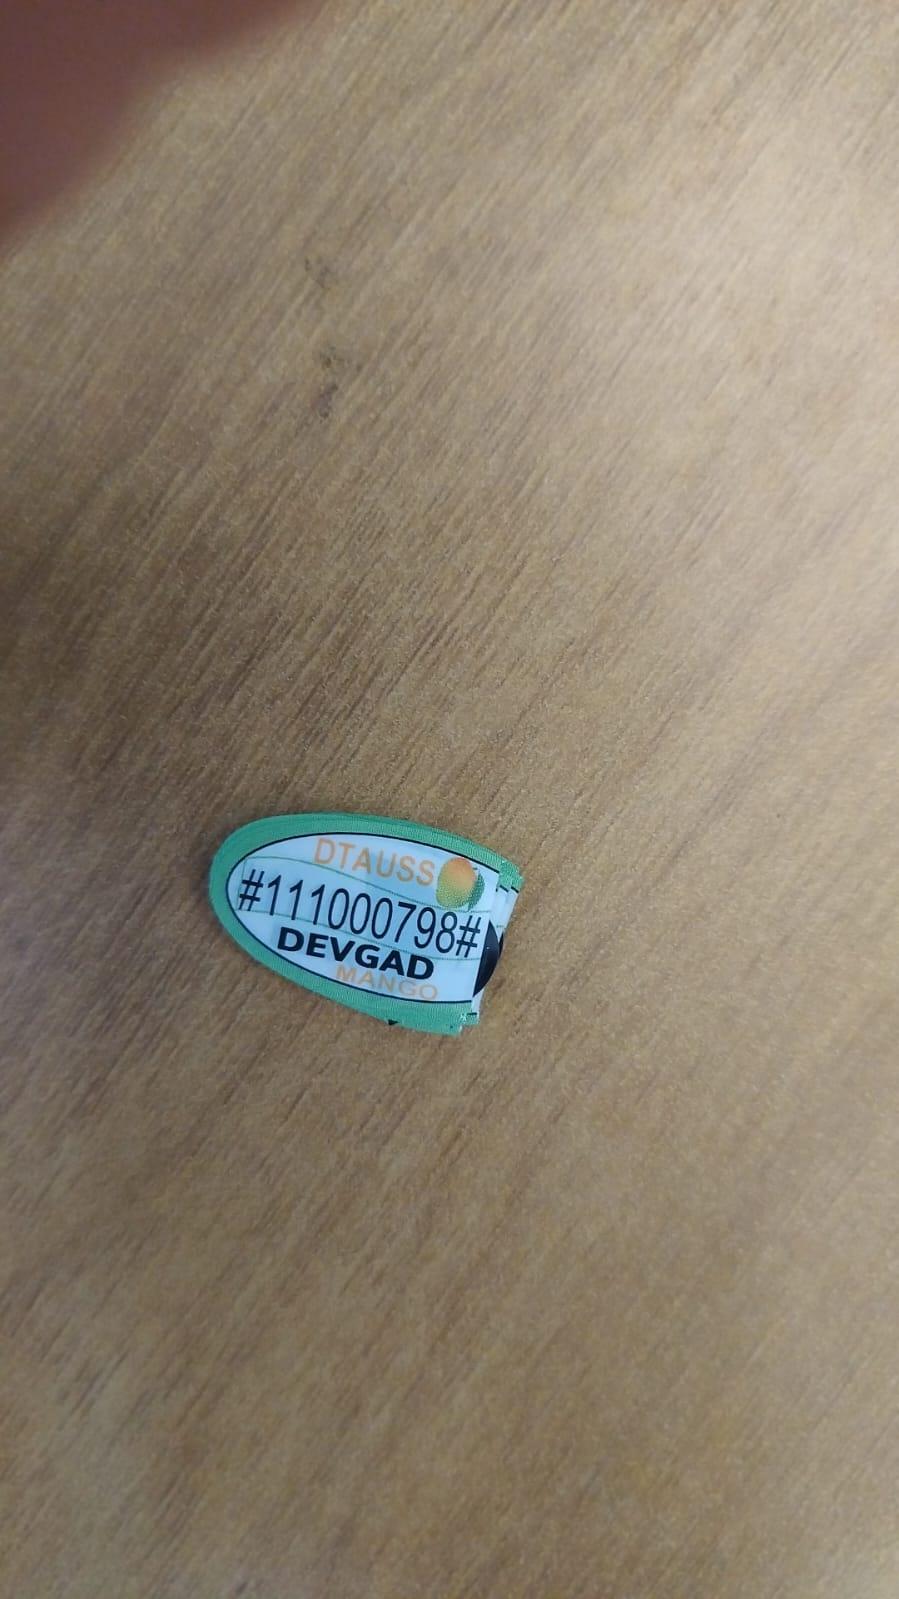 DTAUSS
#111000798#
DEVGAD
MANGO